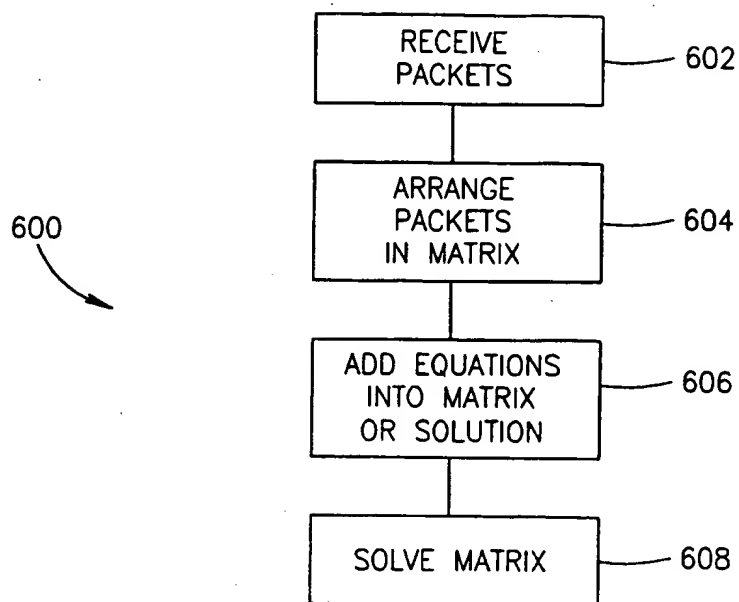 RECEIVE
PACKETS
602
ARRANGE
PACKETS
IN MATRIX
604
600
ADD EQUATIONS
INTO MATRIX
OR SOLUTION
606
SOLVE MATRIX
608